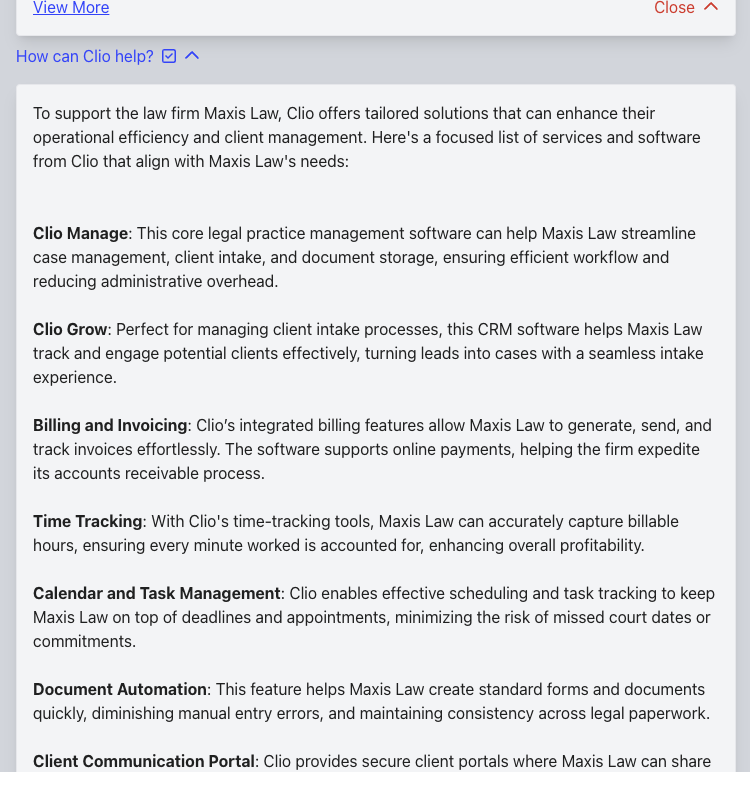 View More
Close
How can Clio help?
To support the law firm Maxis Law, Clio offers tailored solutions that can enhance their
operational efficiency and client management. Here's a focused list of services and software
from Clio that align with Maxis Law's needs:
Clio Manage: This core legal practice management software can help Maxis Law streamline
case management, client intake, and document storage, ensuring efficient workflow and
reducing administrative overhead.
Clio Grow: Perfect for managing client intake processes, this CRM software helps Maxis Law
track and engage potential clients effectively, turning leads into cases with a seamless intake
experience.
Billing and Invoicing: Clio’s integrated billing features allow Maxis Law to generate, send, and
track invoices effortlessly. The software supports online payments, helping the firm expedite
its accounts receivable process.
Time Tracking: With Clio's time-tracking tools, Maxis Law can accurately capture billable
hours, ensuring every minute worked is accounted for, enhancing overall profitability.
Calendar and Task Management: Clio enables effective scheduling and task tracking to keep
Maxis Law on top of deadlines and appointments, minimizing the risk of missed court dates or
commitments.
Document Automation: This feature helps Maxis Law create standard forms and documents
quickly, diminishing manual entry errors, and maintaining consistency across legal paperwork.
Client Communication Portal: Clio provides secure client portals where Maxis Law can share